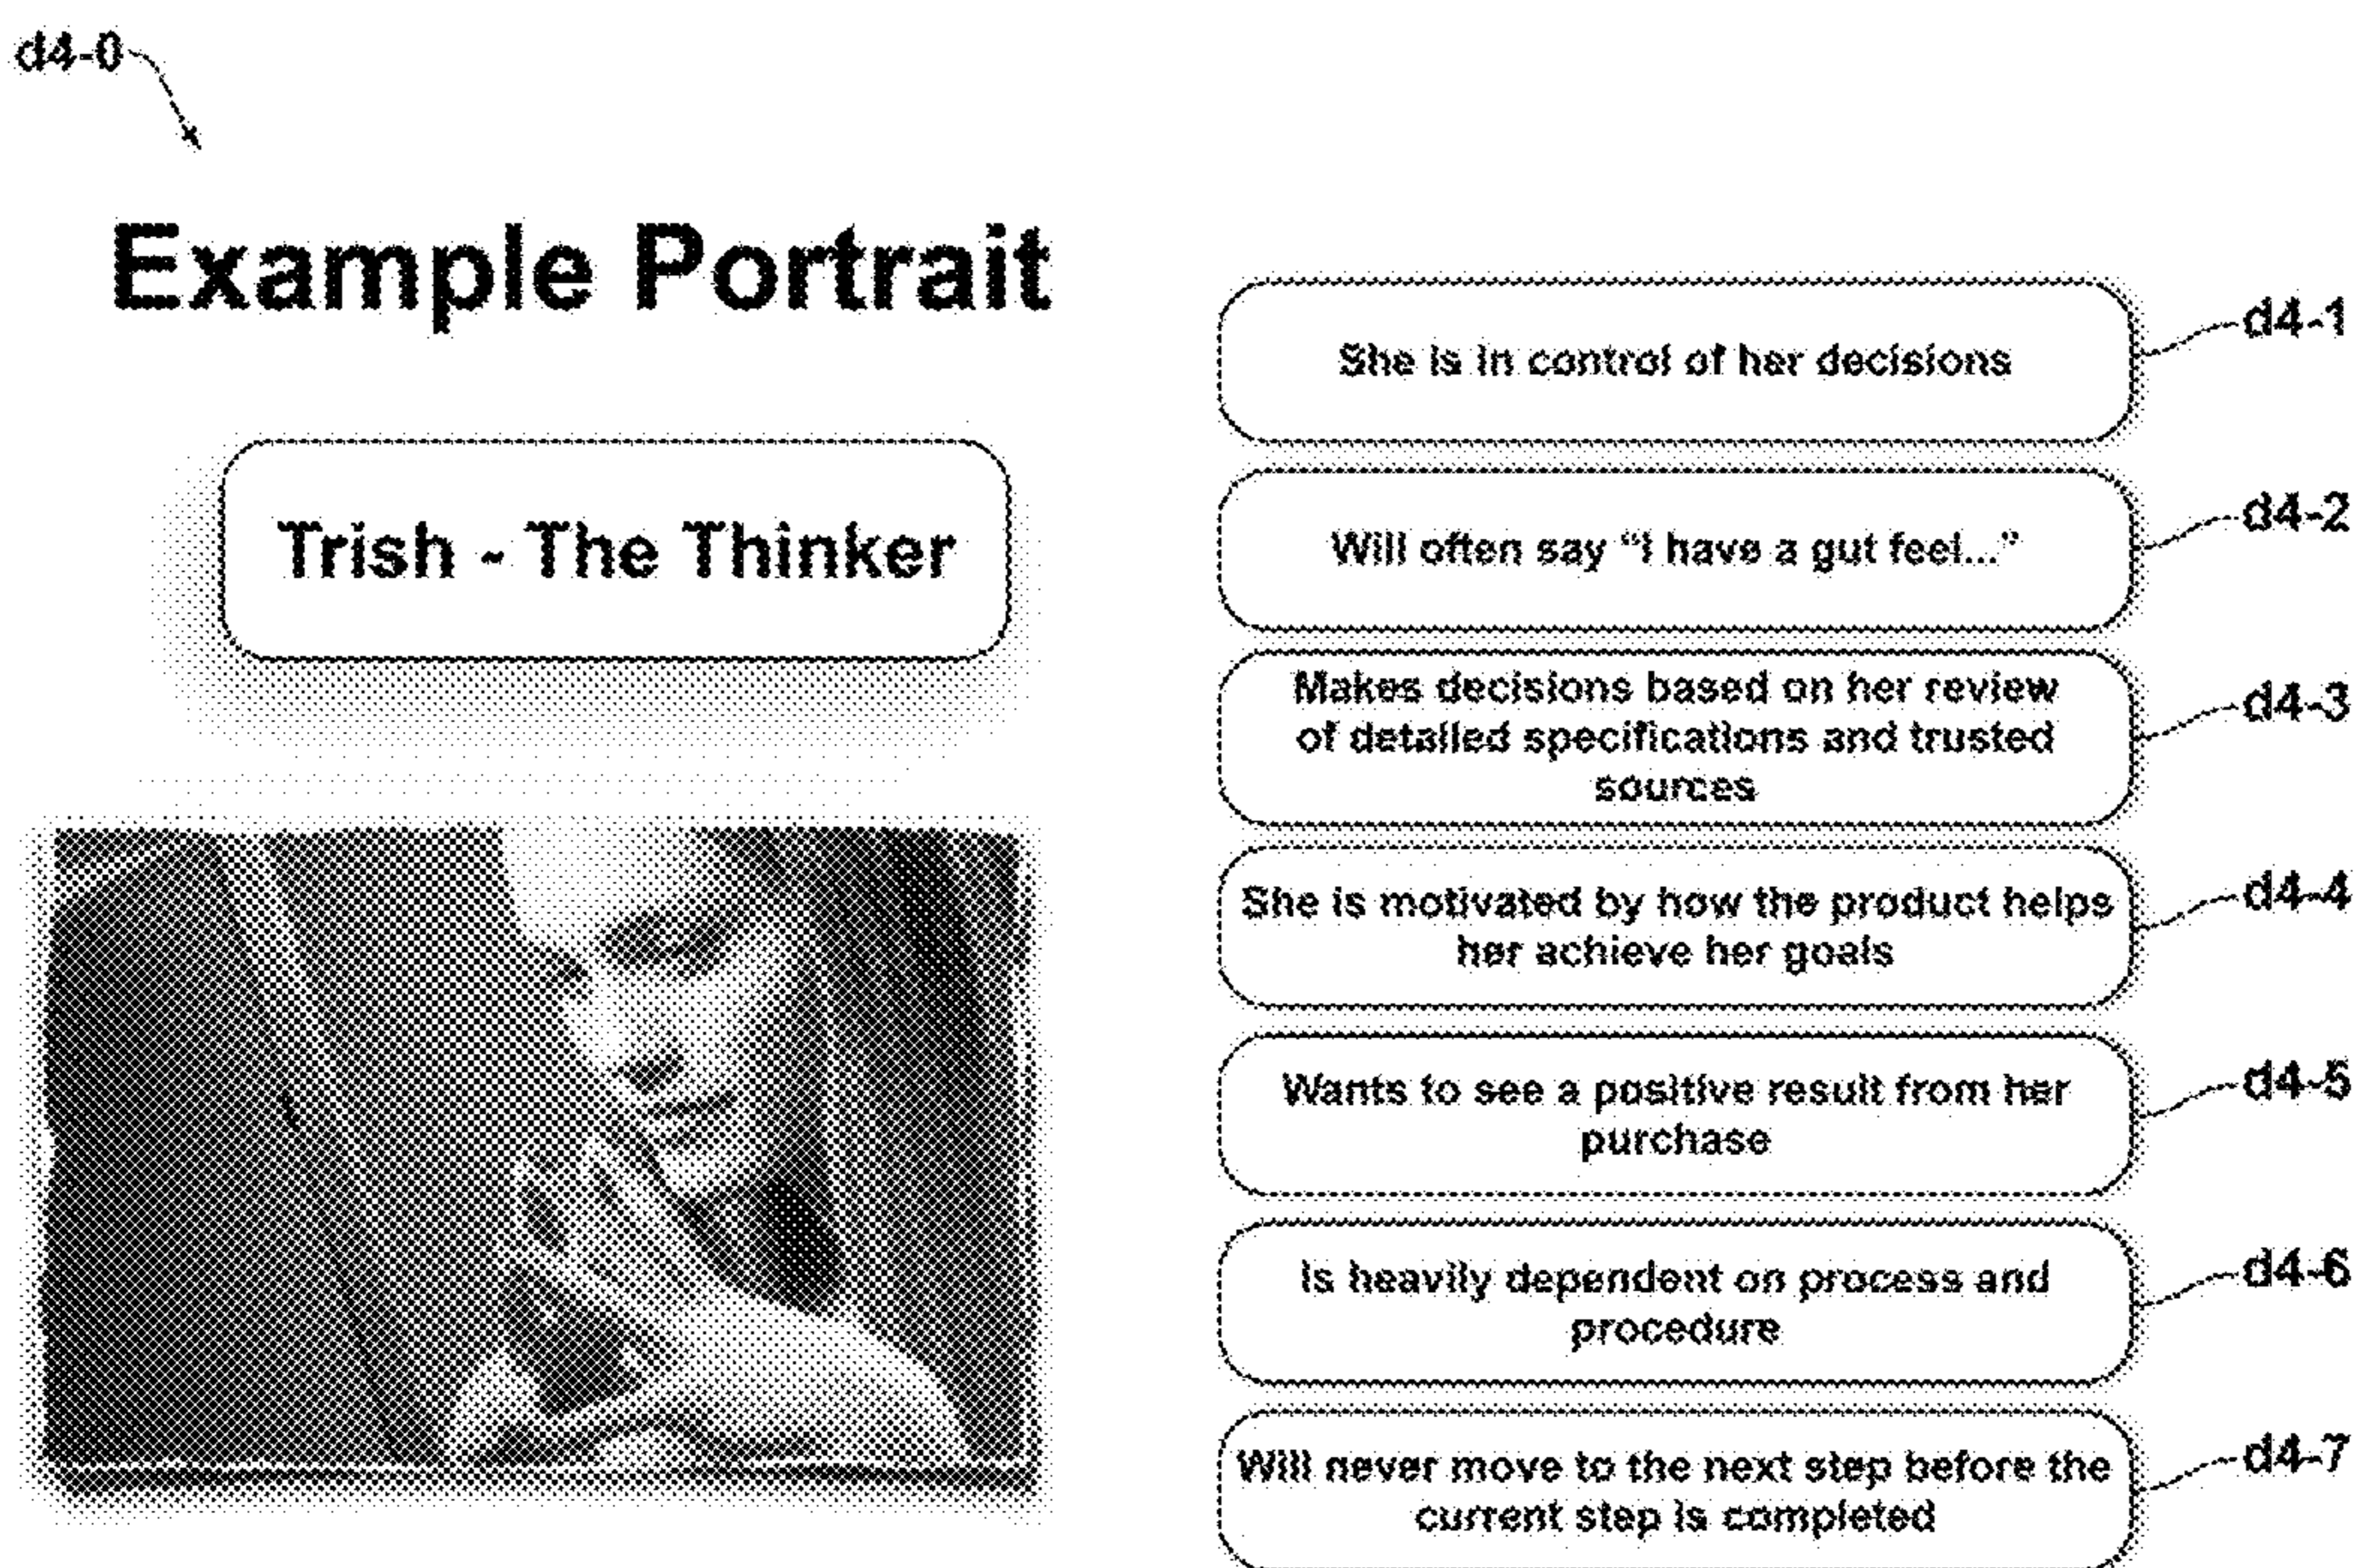 d4-0
Example Portrait
Trish - The Thinker
She is in control of her decisions
d4-1
Will often say “I have a gut feel...”
d4-2
Makes decisions based on her review
of detailed specifications and trusted
sources
d4-3
She is motivated by how the product helps
her achieve her goals
d4-4
Wants to see a positive result from her
purchase
d4-5
Is heavily dependent on process and
procedure
d4-6
Will never move to the next step before the
current step is completed
d4-7